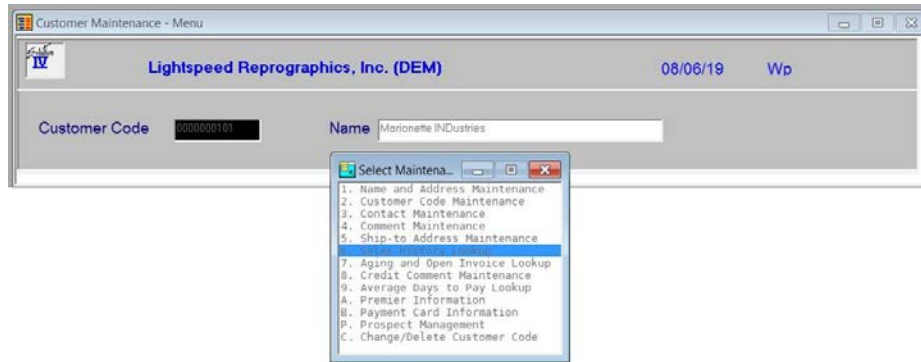 Customer Maintenance - Menu
IV
Lightspeed Reprographics, Inc. (DEM) 08/06/19 Wp
Customer Code 0000000101 Name Marionette INDustries
Select Maintena...
1. Name and Address Maintenance
2. Customer Code Maintenance
3. Contact Maintenance
4. Comment Maintenance
5. Ship-to Address Maintenance
6. Sales History Lookup
7. Aging and Open Invoice Lookup
8. Credit Comment Maintenance
9. Average Days to Pay Lookup
A. Premier Information
B. Payment Card Information
P. Prospect Management
C. Change/Delete Customer Code